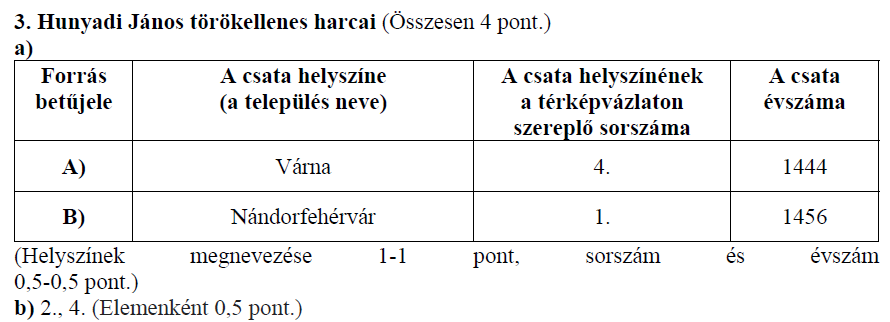 3. Hunyadi János törökellenes harcai (Összesen 4 pont.)
a)
Forrás betűjele | A csata helyszíne (a település neve) | A csata helyszínének a térképvázlaton szereplő sorszáma | A csata évszáma
A) | Várna | 4. | 1444
B) | Nándorfehérvár | 1. | 1456
(Helyszínek megnevezése 1-1 pont, sorszám és évszám
0,5-0,5 pont.)
b) 2., 4. (Elemenként 0,5 pont.)